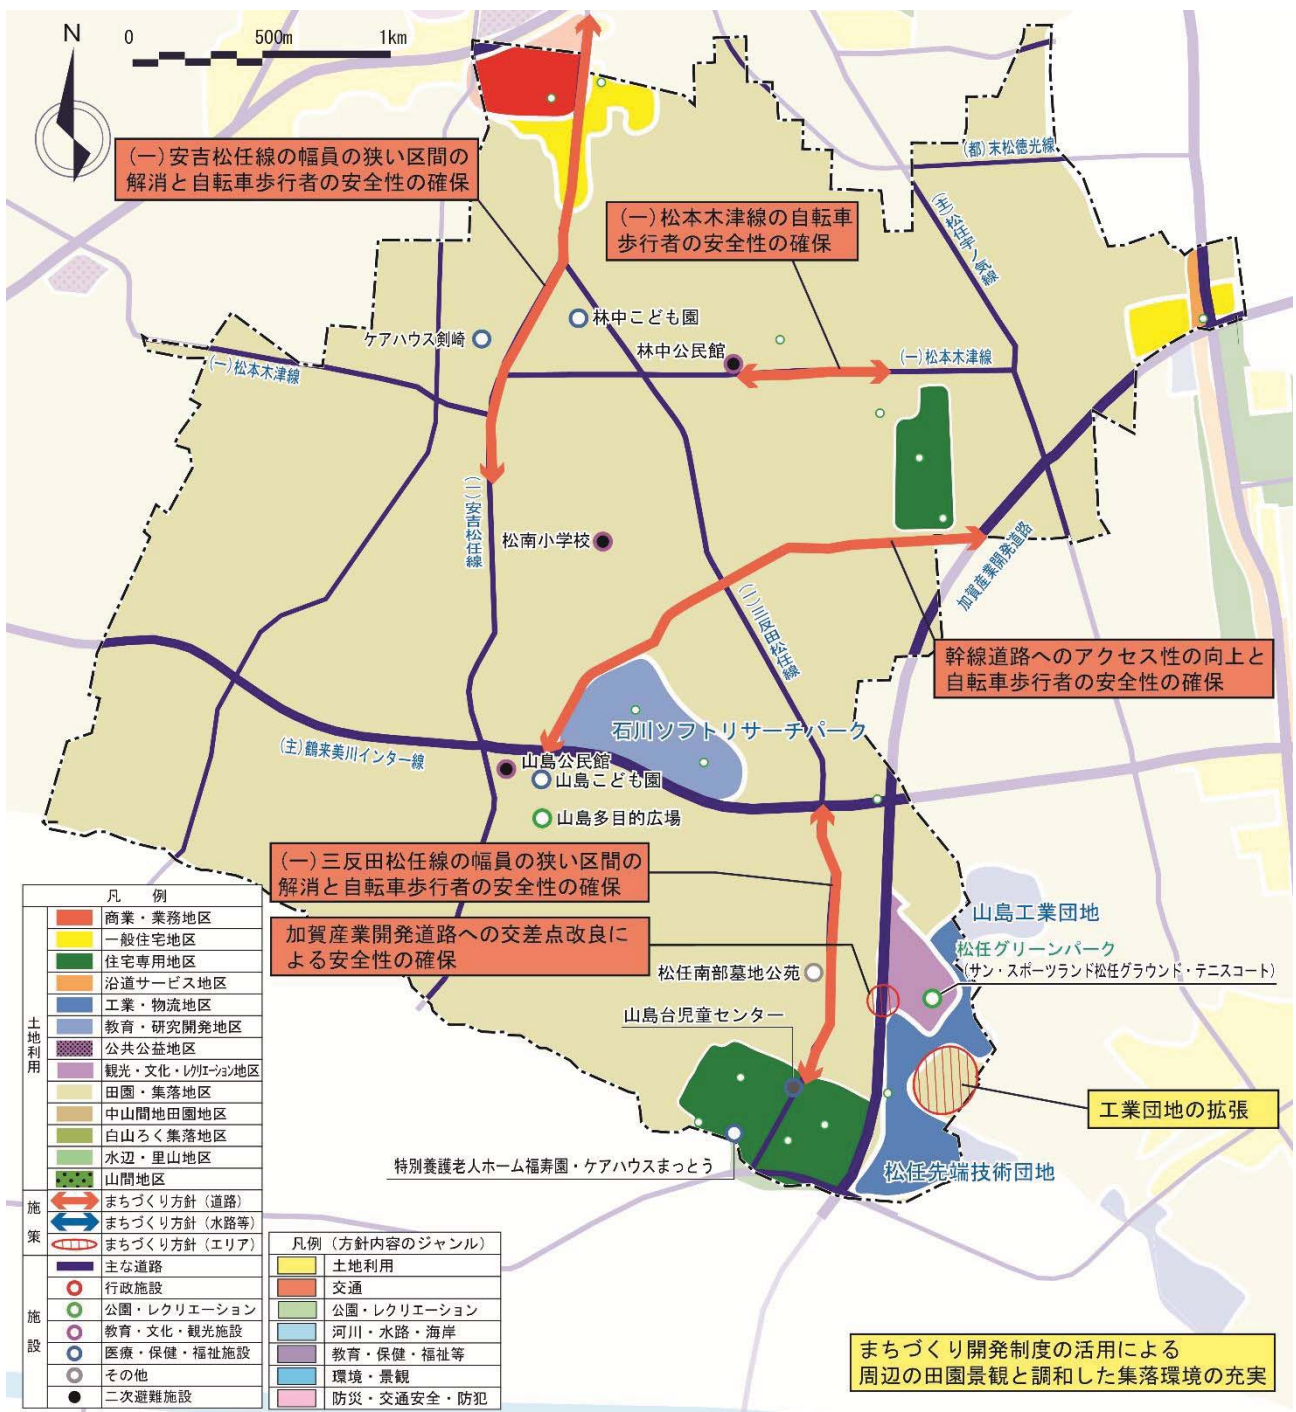 N
0
500m
1km
(一)安吉松任線の幅員の狭い区間の
解消と自転車歩行者の安全性の確保
(都)末松徳光線
(一)松本木津線の自転車
歩行者の安全性の確保
(主)松任宇ノ気線
林中こども園
ケアハウス剣崎
林中公民館
(一)松本木津線
(一)松本木津線
(一)安吉松任線
松南小学校
加賀産業開発道路
(一)三反田松任線
幹線道路へのアクセス性の向上と
自転車歩行者の安全性の確保
石川ソフトリサーチパーク
(主)鶴来美川インター線
山島公民館
山島こども園
山島多目的広場
(一)三反田松任線の幅員の狭い区間の
解消と自転車歩行者の安全性の確保
加賀産業開発道路への交差点改良に
よる安全性の確保
山島工業団地
松任グリーンパーク
(サン・スポーツランド松任グラウンド・テニスコート)
松任南部墓地公苑
山島台児童センター
工業団地の拡張
特別養護老人ホーム福寿園・ケアハウスまっとう
松任先端技術団地
凡　例
土地利用
商業・業務地区
一般住宅地区
住宅専用地区
沿道サービス地区
工業・物流地区
教育・研究開発地区
公共公益地区
観光・文化・レクリエーション地区
田園・集落地区
中山間地田園地区
白山ろく集落地区
水辺・里山地区
山間地区
施策
まちづくり方針(道路)
まちづくり方針(水路等)
まちづくり方針(エリア)
施設
主な道路
行政施設
公園・レクリエーション
教育・文化・観光施設
医療・保健・福祉施設
その他
二次避難施設
凡例(方針内容のジャンル)
土地利用
交通
公園・レクリエーション
河川・水路・海岸
教育・保健・福祉等
環境・景観
防災・交通安全・防犯
まちづくり開発制度の活用による
周辺の田園景観と調和した集落環境の充実